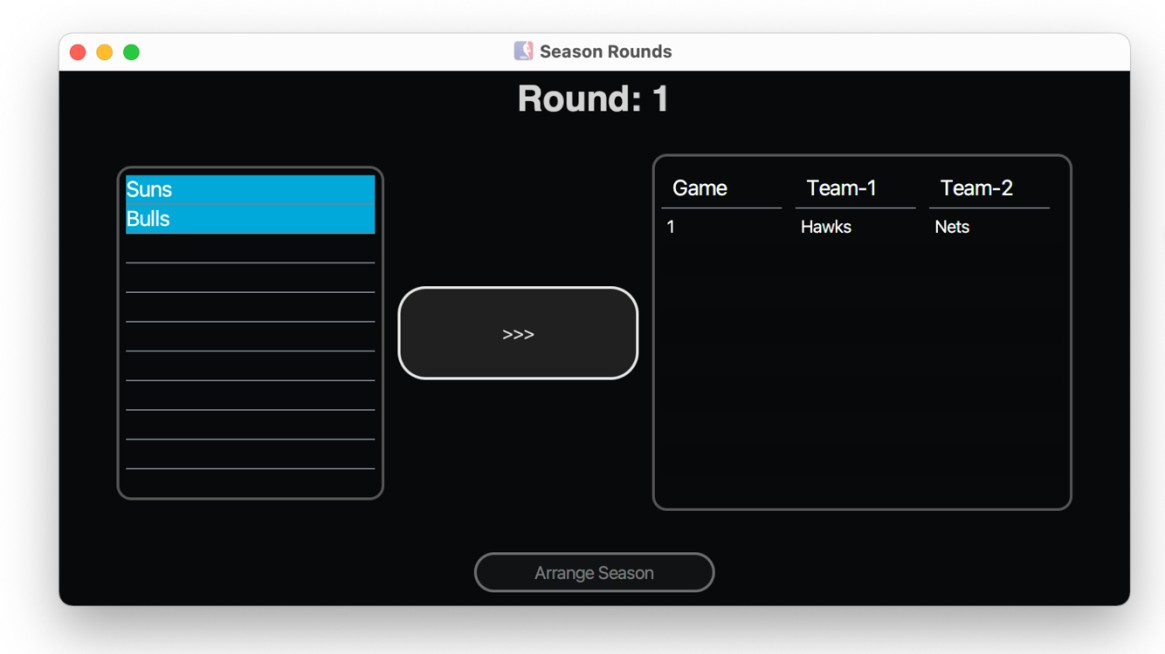 Season Rounds
Round: 1
Suns
Bulls
>>>
Game Team-1 Team-2
1 Hawks Nets
Arrange Season